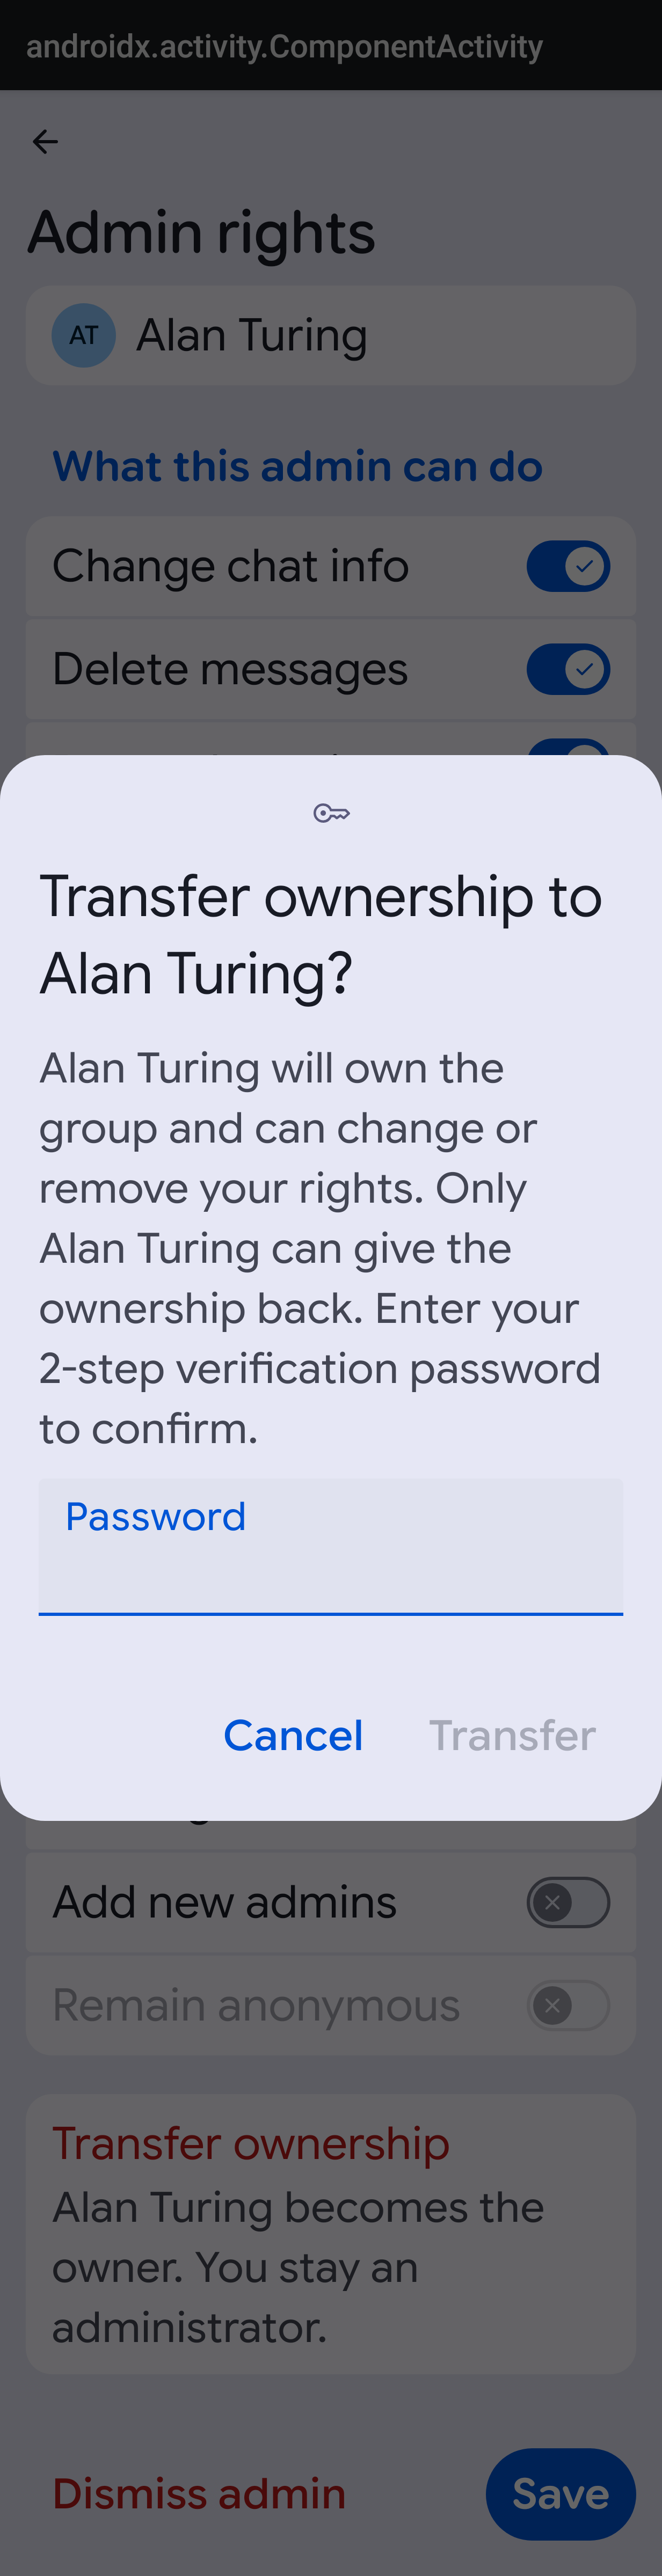 androidx.activity.ComponentActivity
Admin rights
AT
Alan Turing
What this admin can do
Change chat info
Delete messages
Transfer ownership to
Alan Turing?
Alan Turing will own the
group and can change or
remove your rights. Only
Alan Turing can give the
ownership back. Enter your
2-step verification password
to confirm.
Password
Cancel
Transfer
Add new admins
Remain anonymous
Transfer ownership
Alan Turing becomes the
owner. You stay an
administrator.
Dismiss admin
Save